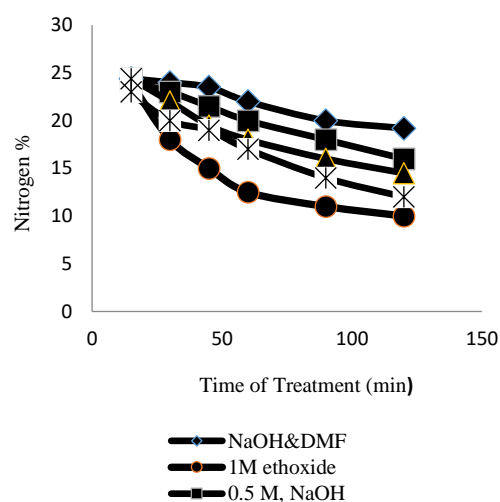 30
25
20
15
10
5
0
Nitrogen %
0 50 100 150
Time of Treatment (min)
NaOH&DMF
1M ethoxide
0.5 M, NaOH